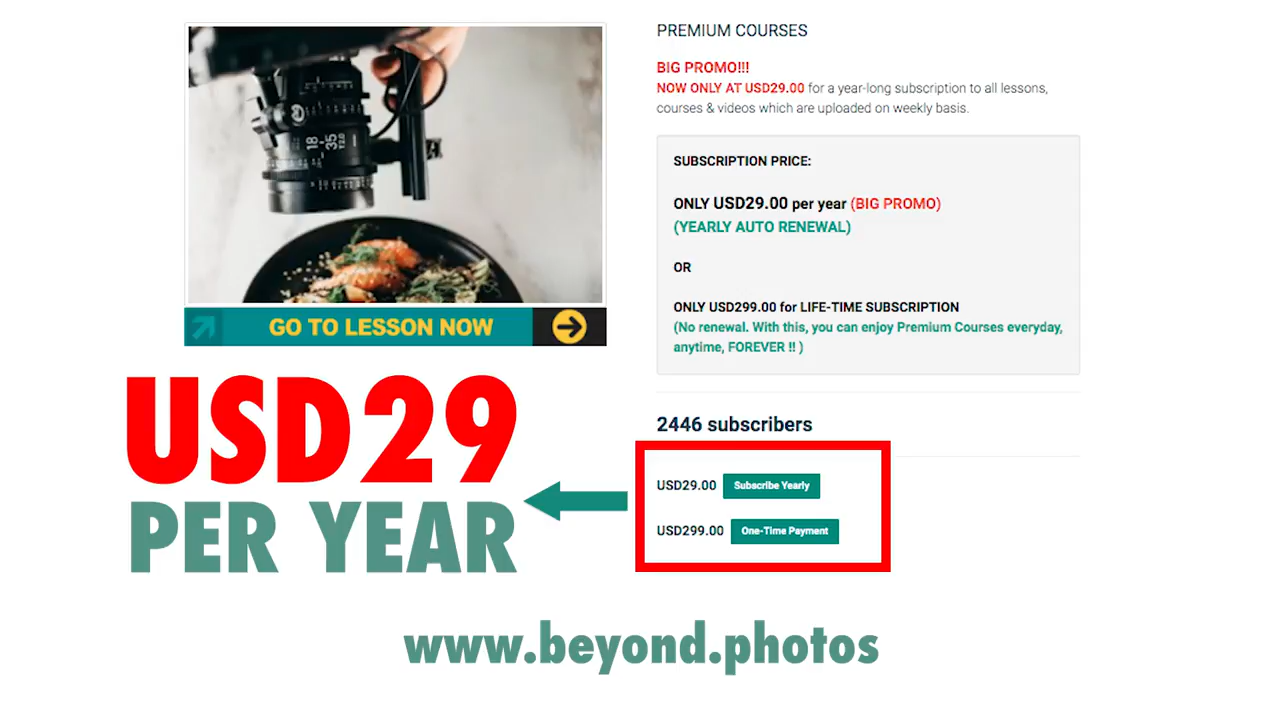 PREMIUM COURSES
BIG PROMO!!!
NOW ONLY AT USD29.00 for a year-long subscription to all lessons,
courses & videos which are uploaded on weekly basis.
SUBSCRIPTION PRICE:
ONLY USD29.00 per year (BIG PROMO)
(YEARLY AUTO RENEWAL)
OR
ONLY USD299.00 for LIFE-TIME SUBSCRIPTION
(No renewal. With this, you can enjoy Premium Courses everyday,
anytime, FOREVER !! )
18 35
T2.0
GO TO LESSON NOW
2446 subscribers
USD29.00 Subscribe Yearly
USD299.00 One-Time Payment
USD29
PER YEAR
www.beyond.photos